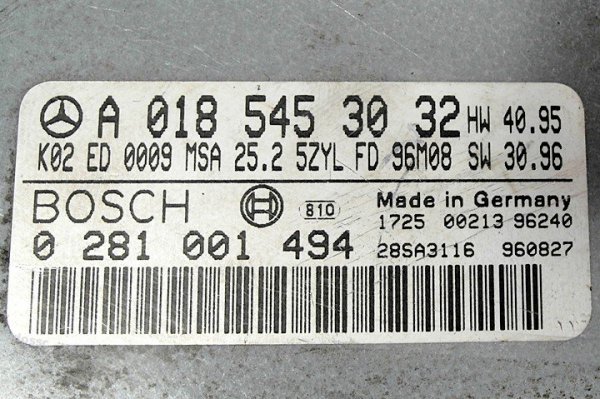 A 018 545 30 32 HW 40.95
K02 ED 0009 MSA 25.2 5ZYL FD 96M08 SW 30.96
BOSCH 810 Made in Germany
1725 00213 96240
0 281 001 494 28SA3116 960827